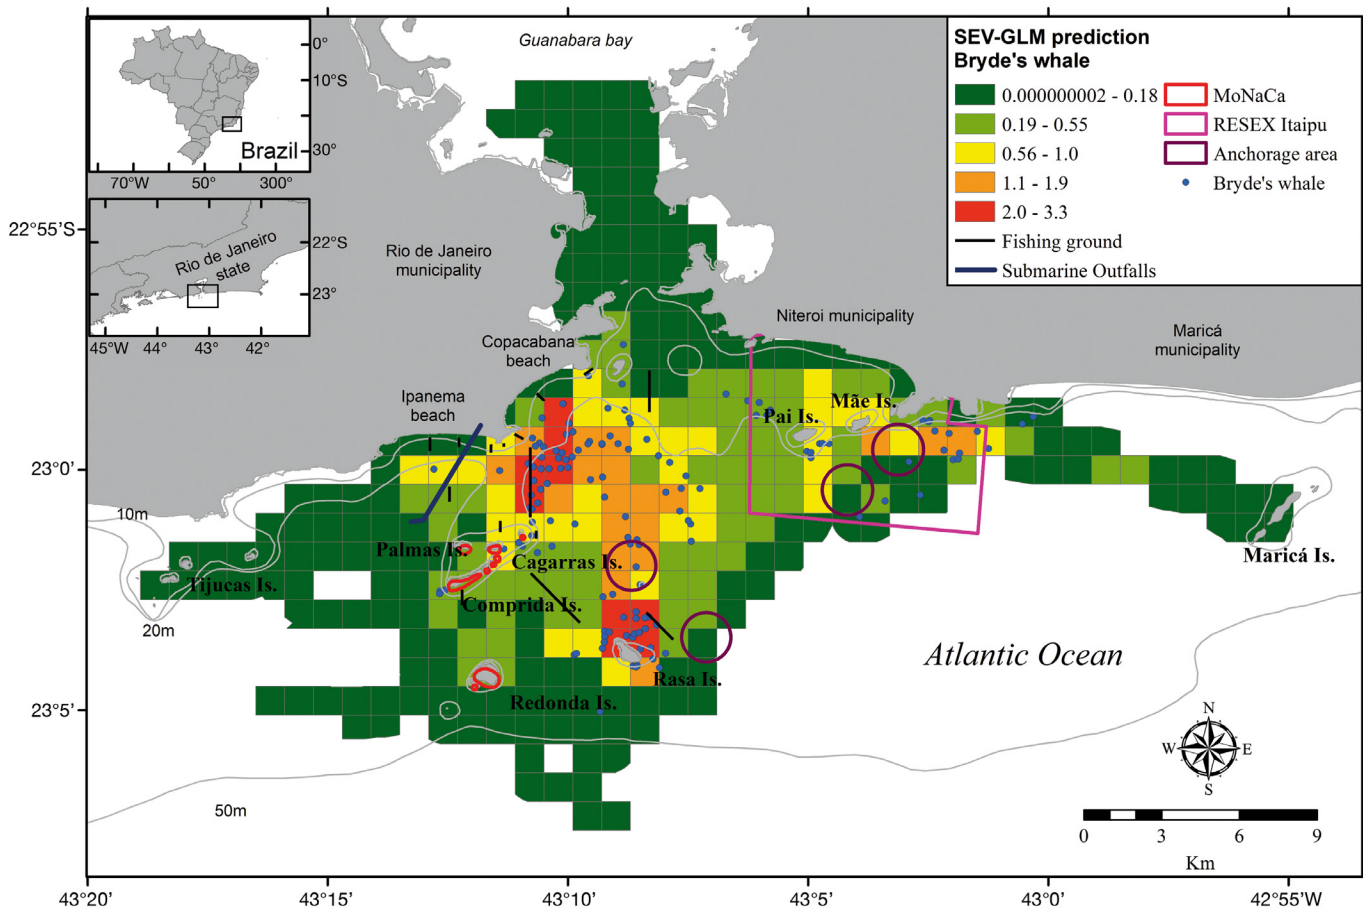 Guanabara bay
0°
10°S
30°
Brazil
70°W
50°
300°
Rio de Janeiro
state
22°S
23°
45°W
44°
43°
42°
SEV-GLM prediction
Bryde's whale
0.000000002 - 0.18
0.19 - 0.55
0.56 - 1.0
1.1 - 1.9
2.0 - 3.3
Fishing ground
Submarine Outfalls
MoNaCa
RESEX Itaipu
Anchorage area
Bryde's whale
22°55'S
23°0'
23°5'
Rio de Janeiro
municipality
Niteroi municipality
Maricá
municipality
Copacabana
beach
Ipanema
beach
Mãe Is.
Pai Is.
10m
Palmas Is.
Cagarras Is.
Maricá Is.
Tijucas Is.
Comprida Is.
20m
Atlantic Ocean
Rasa Is.
Redonda Is.
50m
N
W
E
S
0
3
6
9
Km
43°20'
43°15'
43°10'
43°5'
43°0'
42°55'W